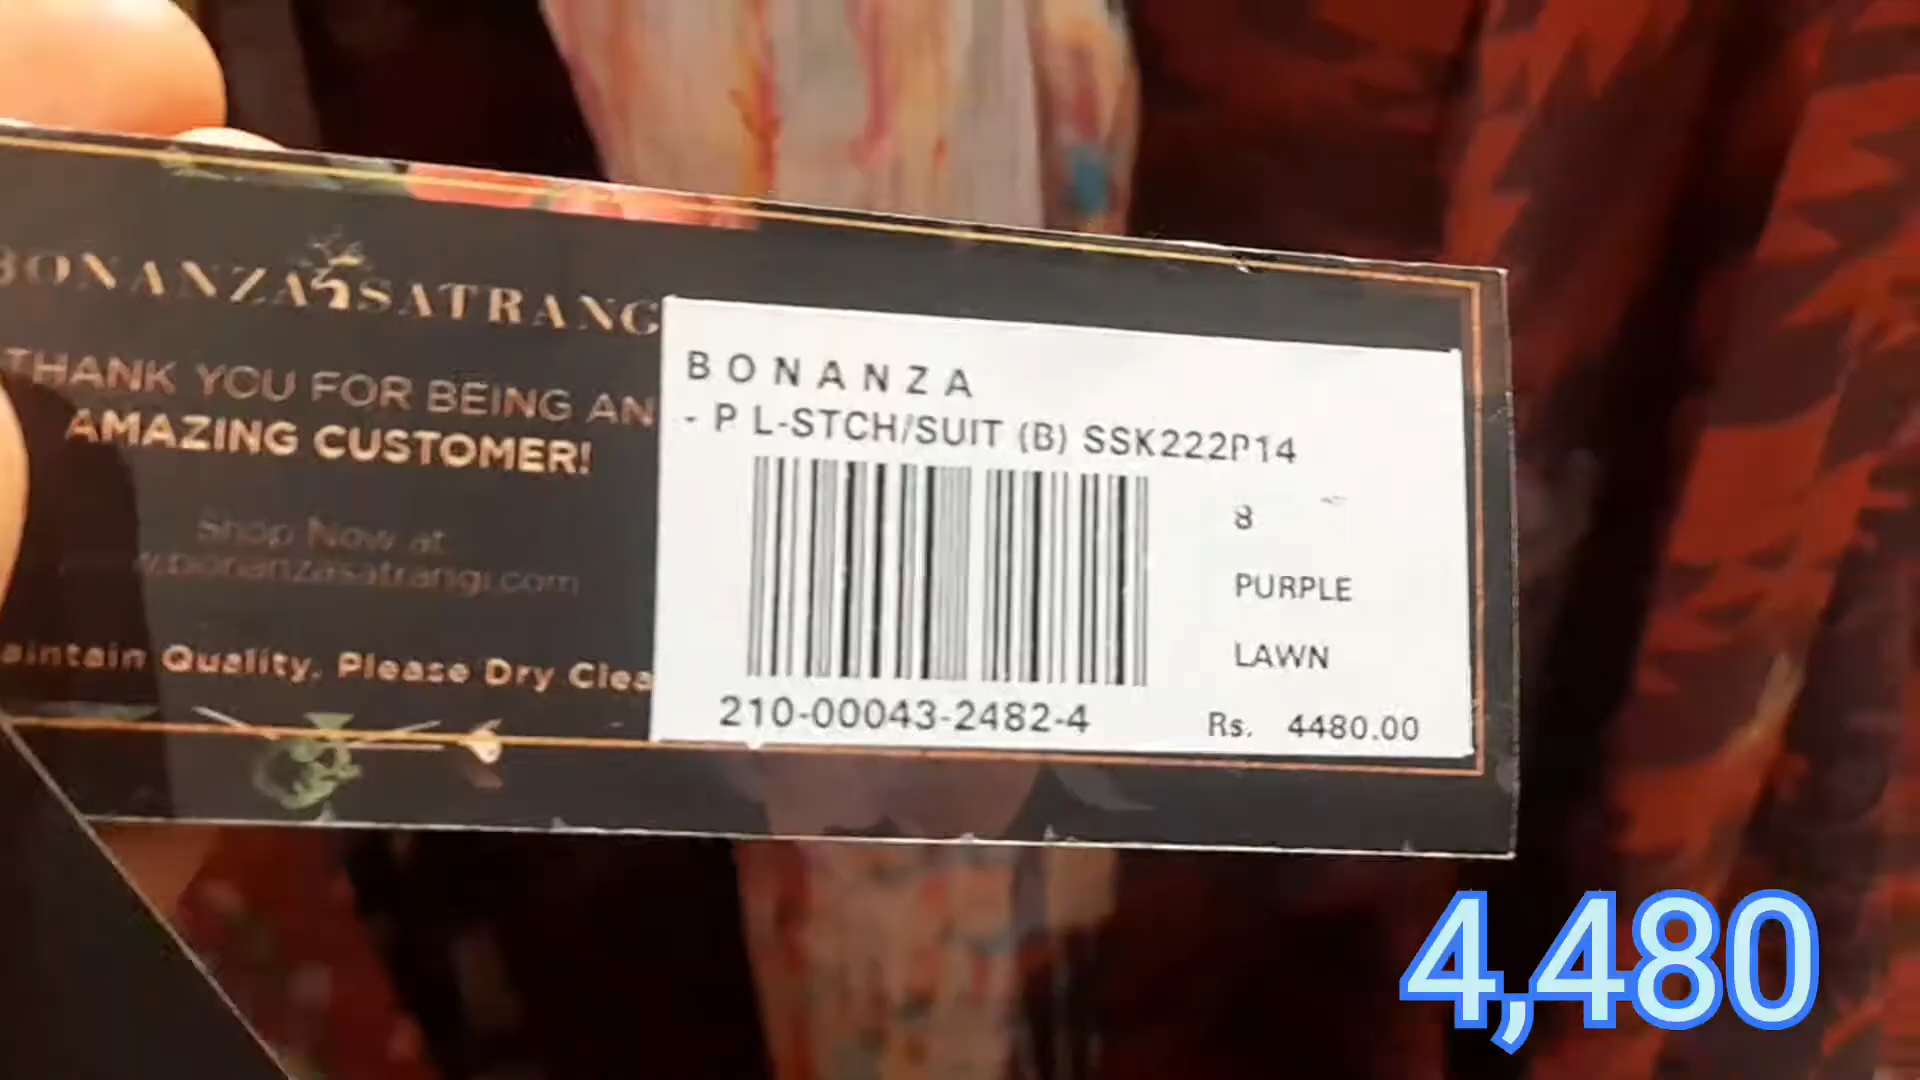 BONANZA SATRANG
THANK YOU FOR BEING AN
AMAZING CUSTOMER!
Shop Now at:
.bonanzasatrangi.com
aintain Quality, Please Dry Clea
BONANZA
- P L-STCH/SUIT (B) SSK222P14
8
PURPLE
LAWN
210-00043-2482-4
Rs. 4480.00
4,480